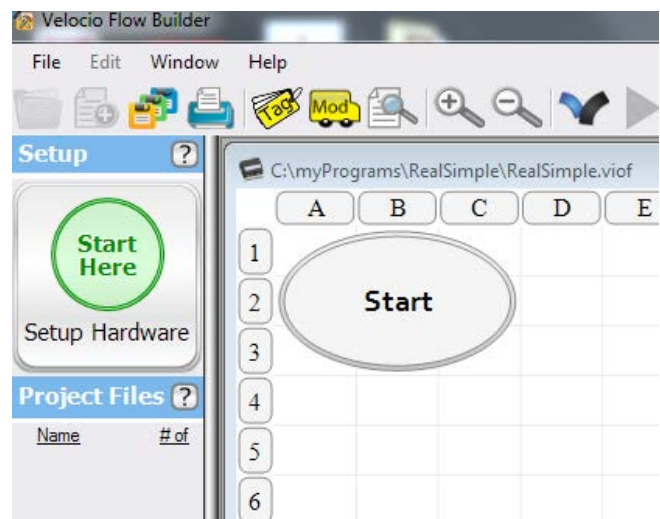 Velocio Flow Builder
File Edit Window Help
Tag Mod
Setup ?
C:\myPrograms\RealSimple\RealSimple.viof
A B C D E
Start
Here
Setup Hardware
1
2
Start
3
Project Files ?
4
Name # of
5
6